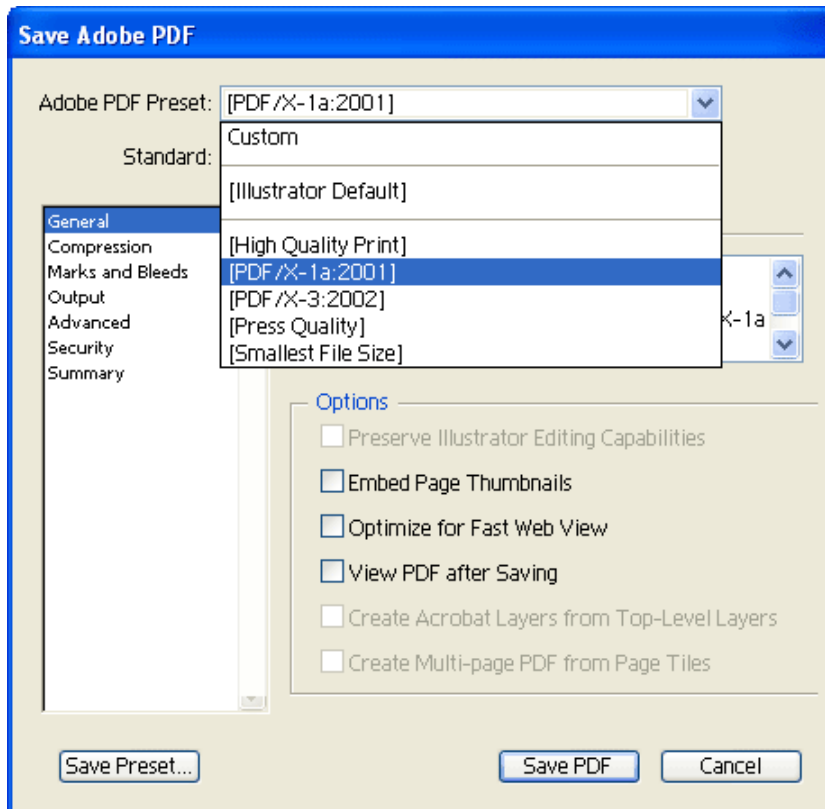 Save Adobe PDF
Adobe PDF Preset: [PDF/X-1a:2001]
Custom
Standard:
[Illustrator Default]
General
[High Quality Print]
Compression
[PDF/X-1a:2001]
Marks and Bleeds
[PDF/X-3:2002]
Output
[Press Quality]
X-1a
Advanced
[Smallest File Size]
Security
Summary
Options
Preserve Illustrator Editing Capabilities
Embed Page Thumbnails
Optimize for Fast Web View
View PDF after Saving
Create Acrobat Layers from Top-Level Layers
Create Multi-page PDF from Page Tiles
Save Preset...
Save PDF
Cancel